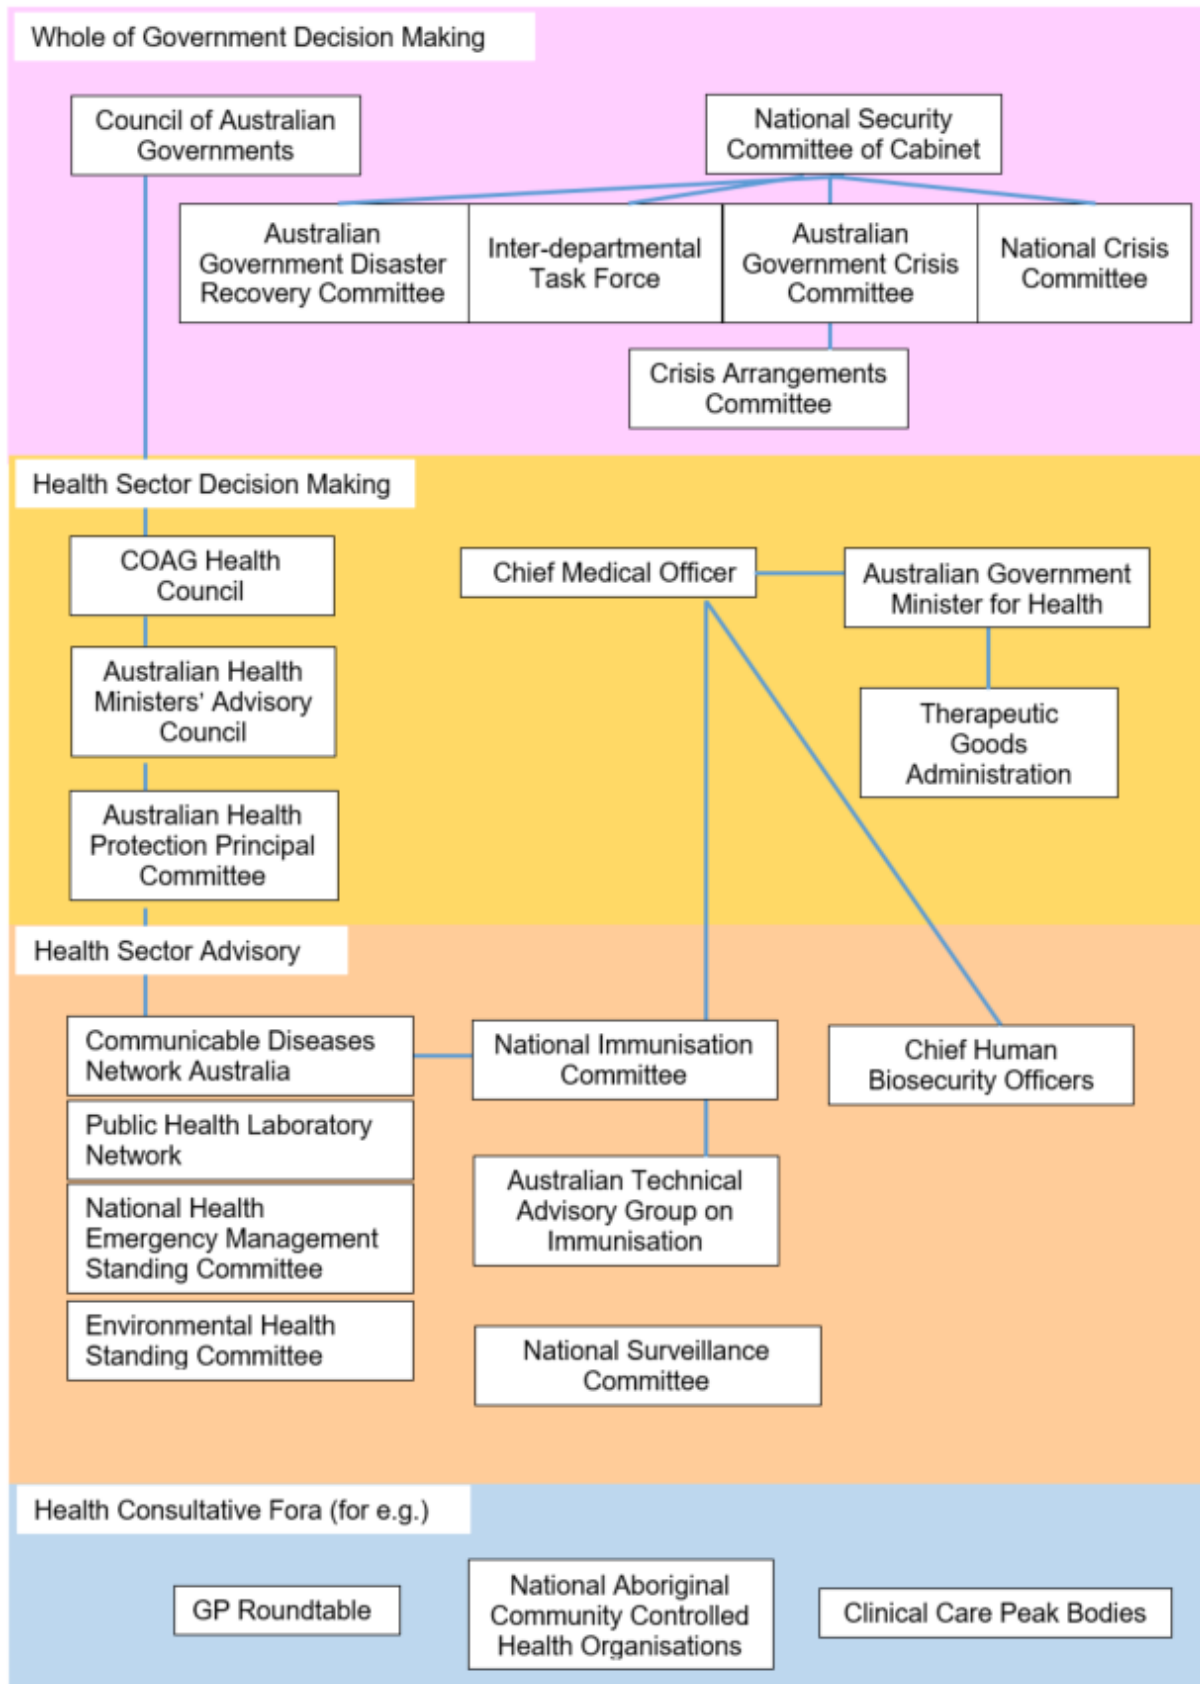 Whole of Government Decision Making
Council of Australian
Governments
National Security
Committee of Cabinet
Australian
Government Disaster
Recovery Committee
Inter-departmental
Task Force
Australian
Government Crisis
Committee
National Crisis
Committee
Crisis Arrangements
Committee
Health Sector Decision Making
COAG Health
Council
Chief Medical Officer
Australian Government
Minister for Health
Australian Health
Ministers' Advisory
Council
Therapeutic
Goods
Administration
Australian Health
Protection Principal
Committee
Health Sector Advisory
Communicable Diseases
Network Australia
National Immunisation
Committee
Chief Human
Biosecurity Officers
Public Health Laboratory
Network
National Health
Emergency Management
Standing Committee
Australian Technical
Advisory Group on
Immunisation
Environmental Health
Standing Committee
National Surveillance
Committee
Health Consultative Fora (for e.g.)
GP Roundtable
National Aboriginal
Community Controlled
Health Organisations
Clinical Care Peak Bodies